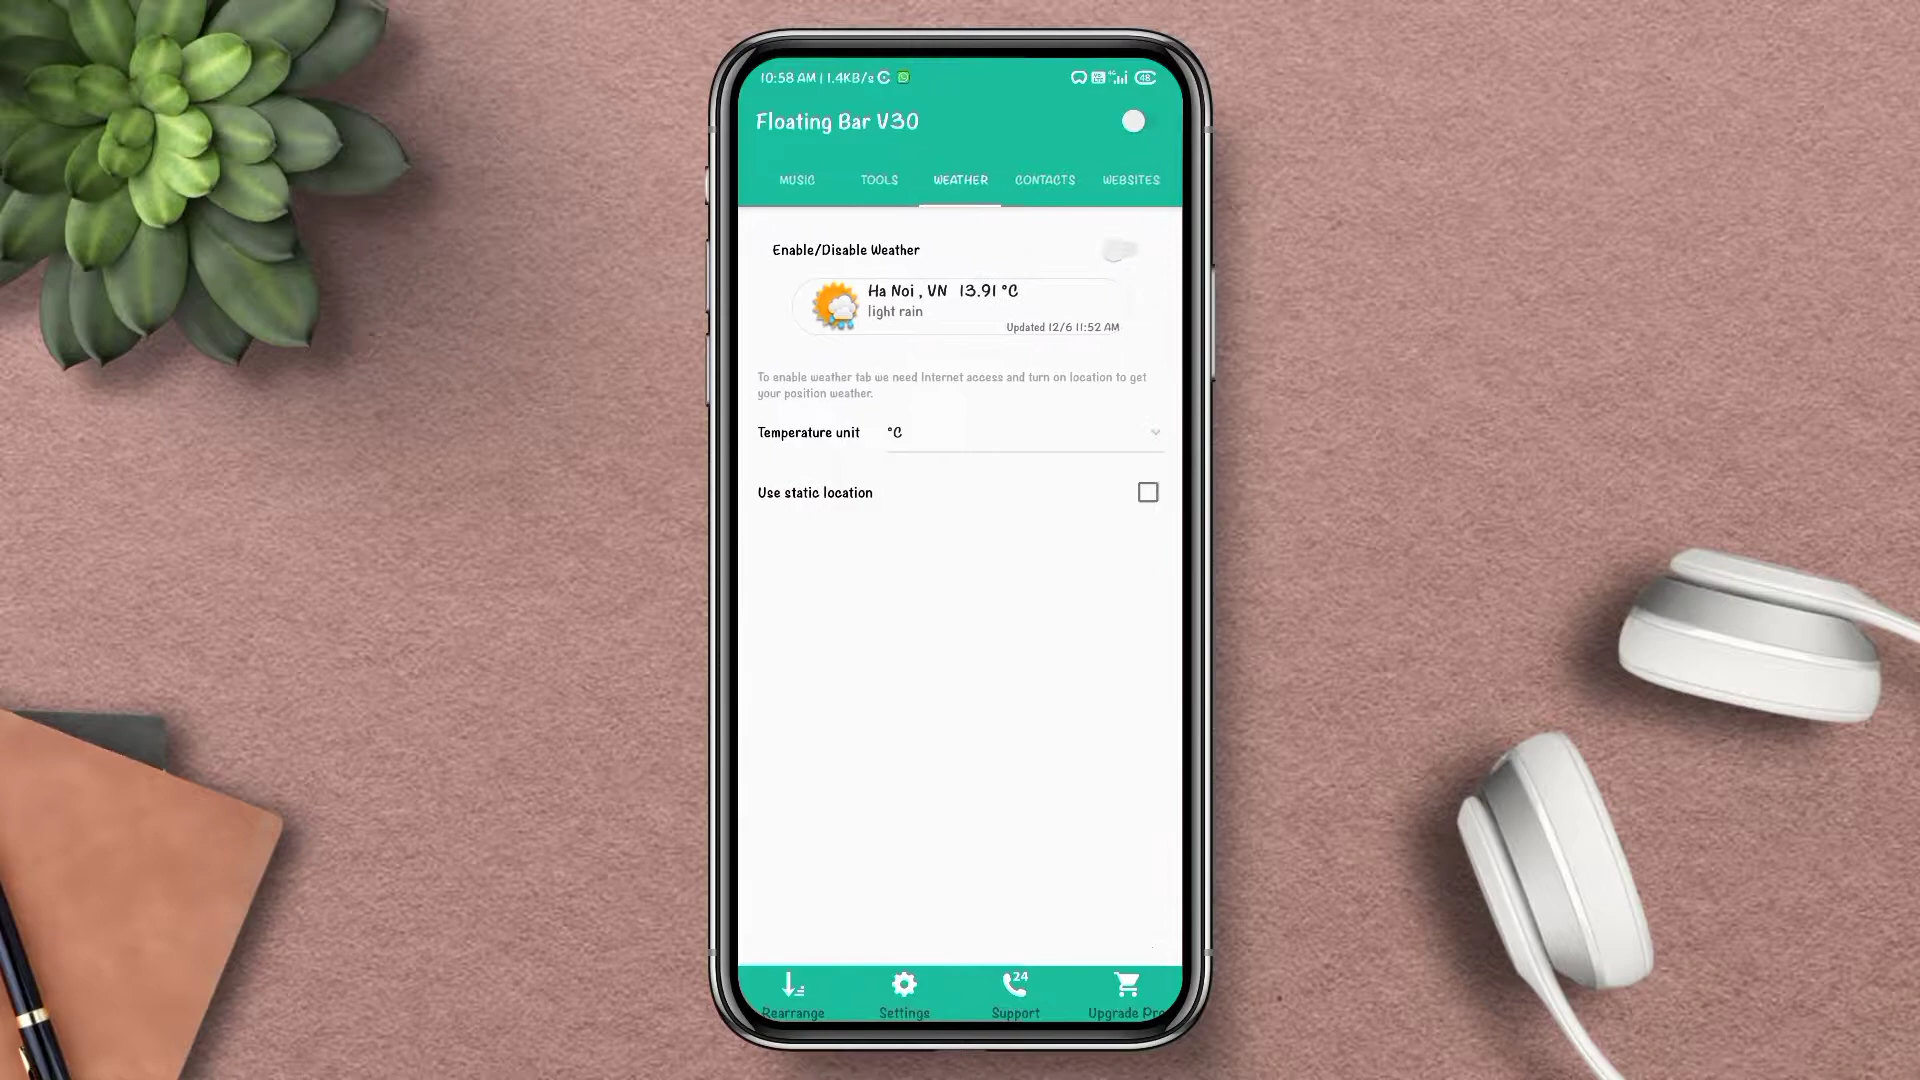 10:58 AM | 1.4KB/s
48
Floating Bar V30
MUSIC TOOLS WEATHER CONTACTS WEBSITES
Enable/Disable Weather
Ha Noi , VN 13.91 °C
light rain
Updated 12/6 11:52 AM
To enable weather tab we need Internet access and turn on location to get
your position weather.
Temperature unit °C
Use static location
24
Rearrange Settings Support Upgrade Pro